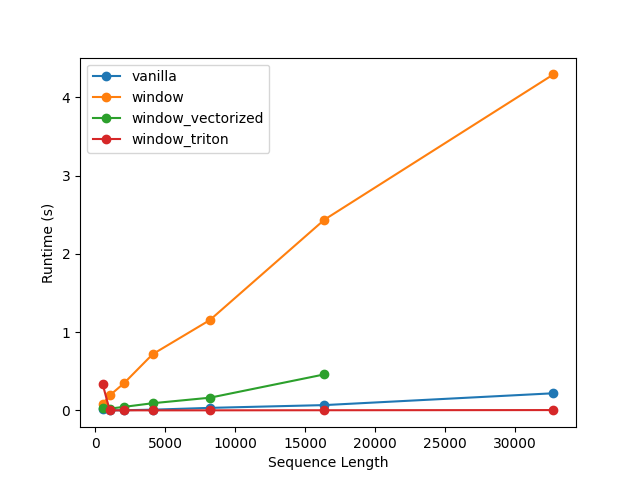 vanilla
window
window_vectorized
window_triton
4
3
2
1
0
Runtime (s)
0 5000 10000 15000 20000 25000 30000
Sequence Length